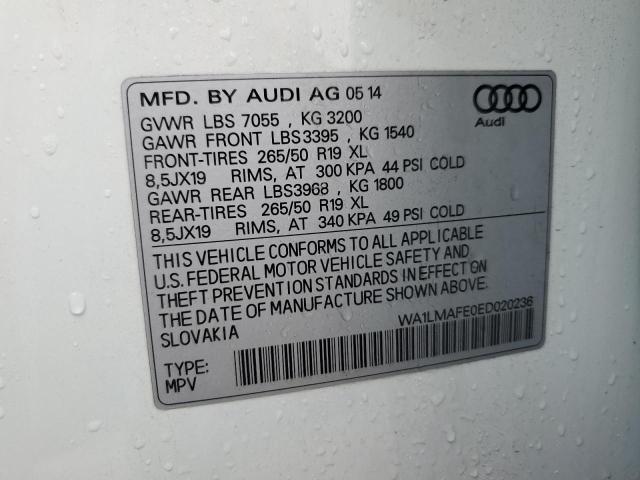 MFD. BY AUDI AG 05 14
GVWR LBS 7055 , KG 3200
GAWR FRONT LBS3395 , KG 1540
FRONT-TIRES 265/50 R19 XL
8,5JX19 RIMS, AT 300 KPA 44 PSI COLD
GAWR REAR LBS3968 , KG 1800
REAR-TIRES 265/50 R19 XL
8,5JX19 RIMS, AT 340 KPA 49 PSI COLD
Audi
THIS VEHICLE CONFORMS TO ALL APPLICABLE
U.S. FEDERAL MOTOR VEHICLE SAFETY AND
THEFT PREVENTION STANDARDS IN EFFECT ON
THE DATE OF MANUFACTURE SHOWN ABOVE.
SLOVAKIA
WA1LMAFE0ED020236
TYPE:
MPV